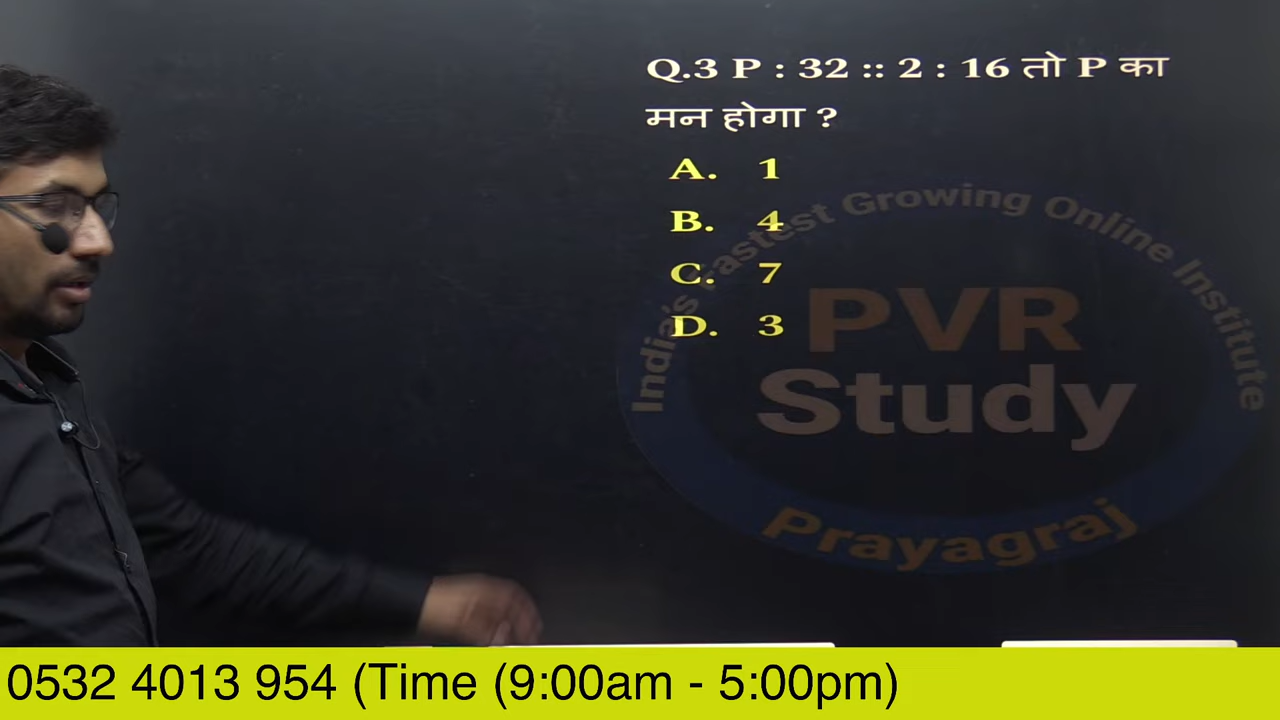 Q.3 P : 32 :: 2 : 16 तो P का
मन होगा ?
A. 1
B. 4
C. 7
D. 3
India's Fastest Growing Online Institute
PVR
Study
Prayagraj
0532 4013 954 (Time (9:00am - 5:00pm)